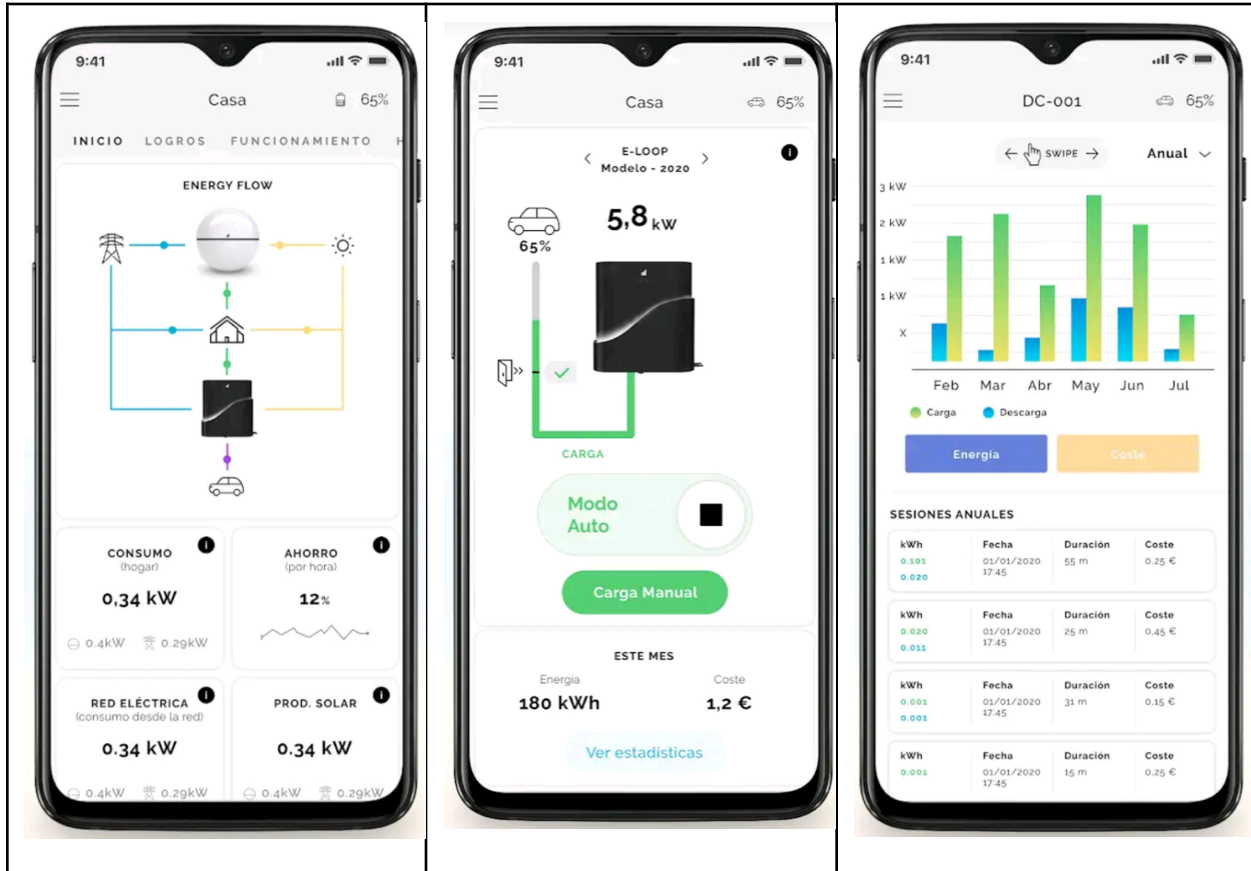 9:41
Casa 65%
INICIO LOGROS FUNCIONAMIENTO
ENERGY FLOW
CONSUMO
(hogar)
0,34 kW
0.4kW 0.29kW
AHORRO
(por hora)
12%
RED ELÉCTRICA
(consumo desde la red)
0.34 kW
0.4kW 0.29kW
PROD. SOLAR
0.34 kW
0.4kW 0.29kW
9:41
Casa 65%
E-LOOP
Modelo - 2020
5,8 kW
65%
CARGA
Modo
Auto
Carga Manual
ESTE MES
Energía Coste
180 kWh 1,2 €
Ver estadísticas
9:41
DC-001 65%
← SWIPE → Anual
3 kW
2 kW
1 kW
1 kW
X
Feb Mar Abr May Jun Jul
Carga Descarga
Energía Coste
SESIONES ANUALES
kWh Fecha Duración Coste
0.101 01/01/2020 55 m 0,25 €
0.020 17:45
kWh Fecha Duración Coste
0.020 01/01/2020 25 m 0,45 €
0.011 17:45
kWh Fecha Duración Coste
0.001 01/01/2020 31 m 0,15 €
0.001 17:45
kWh Fecha Duración Coste
0.001 01/01/2020 15 m 0,25 €
17:45